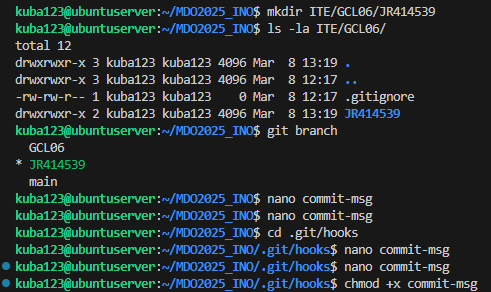 kuba123@ubuntuserver:~/MDO2025_INO$ mkdir ITE/GCL06/JR414539
kuba123@ubuntuserver:~/MDO2025_INO$ ls -la ITE/GCL06/
total 12
drwxrwxr-x 3 kuba123 kuba123 4096 Mar  8 13:19 .
drwxrwxr-x 3 kuba123 kuba123 4096 Mar  8 12:17 ..
-rw-rw-r-- 1 kuba123 kuba123    0 Mar  8 12:17 .gitignore
drwxrwxr-x 2 kuba123 kuba123 4096 Mar  8 13:19 JR414539
kuba123@ubuntuserver:~/MDO2025_INO$ git branch
  GCL06
* JR414539
  main
kuba123@ubuntuserver:~/MDO2025_INO$ nano commit-msg
kuba123@ubuntuserver:~/MDO2025_INO$ nano commit-msg
kuba123@ubuntuserver:~/MDO2025_INO$ cd .git/hooks
kuba123@ubuntuserver:~/MDO2025_INO/.git/hooks$ nano commit-msg
kuba123@ubuntuserver:~/MDO2025_INO/.git/hooks$ nano commit-msg
kuba123@ubuntuserver:~/MDO2025_INO/.git/hooks$ chmod +x commit-msg